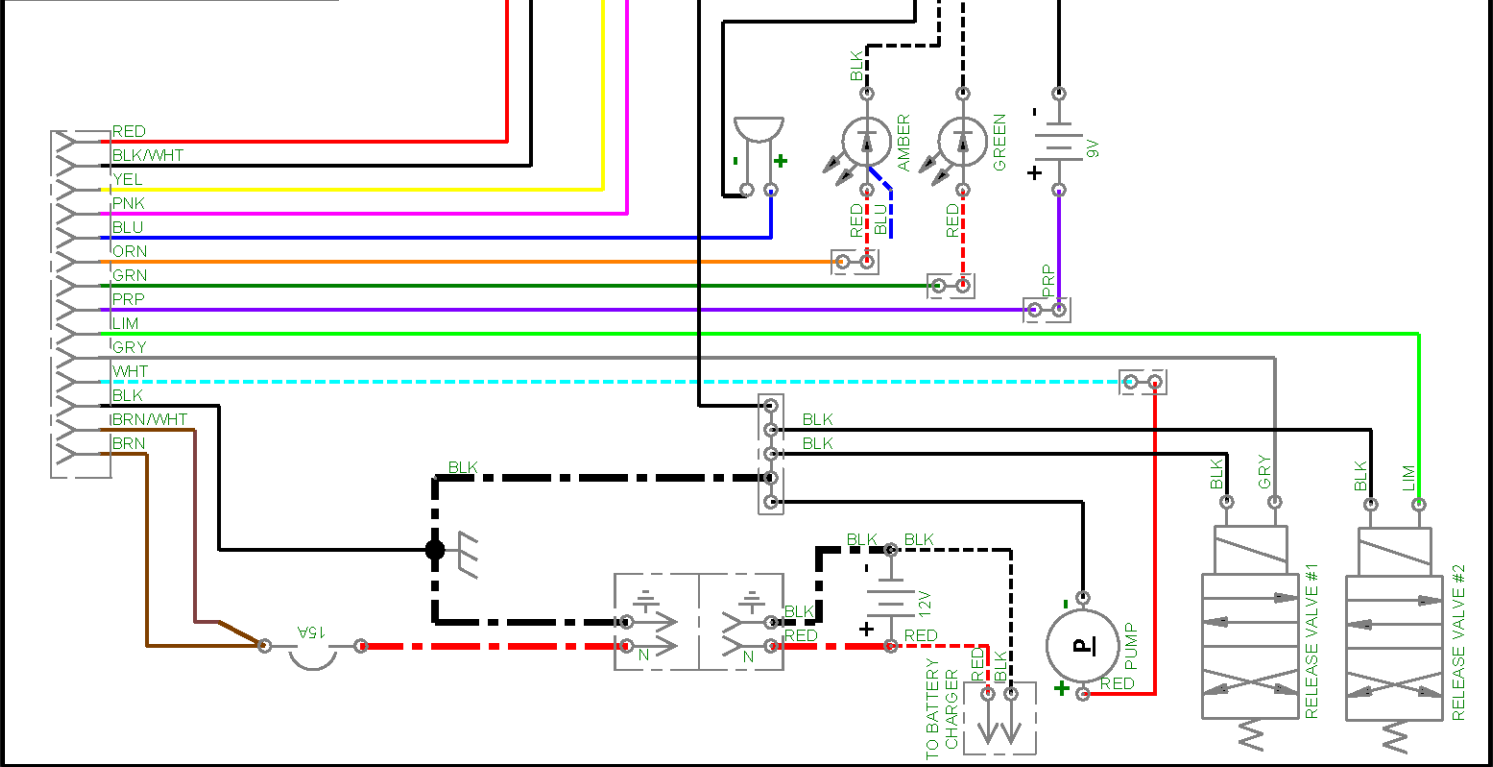 BLK
AMBER
GREEN
9V
-
-
+
+
RED
BLK/WHT
YEL
PNK
BLU
ORN
GRN
PRP
LIM
GRY
WHT
BLK
BRN/WHT
BRN
RED
BLU
RED
PRP
BLK
BLK
BLK
GRY
BLK
LIM
BLK
BLK
BLK
-
12V
+
BLK
RED
RED
N
N
15A
RED
BLK
TO BATTERY
CHARGER
-
P
+
PUMP
RED
RELEASE VALVE #1
RELEASE VALVE #2